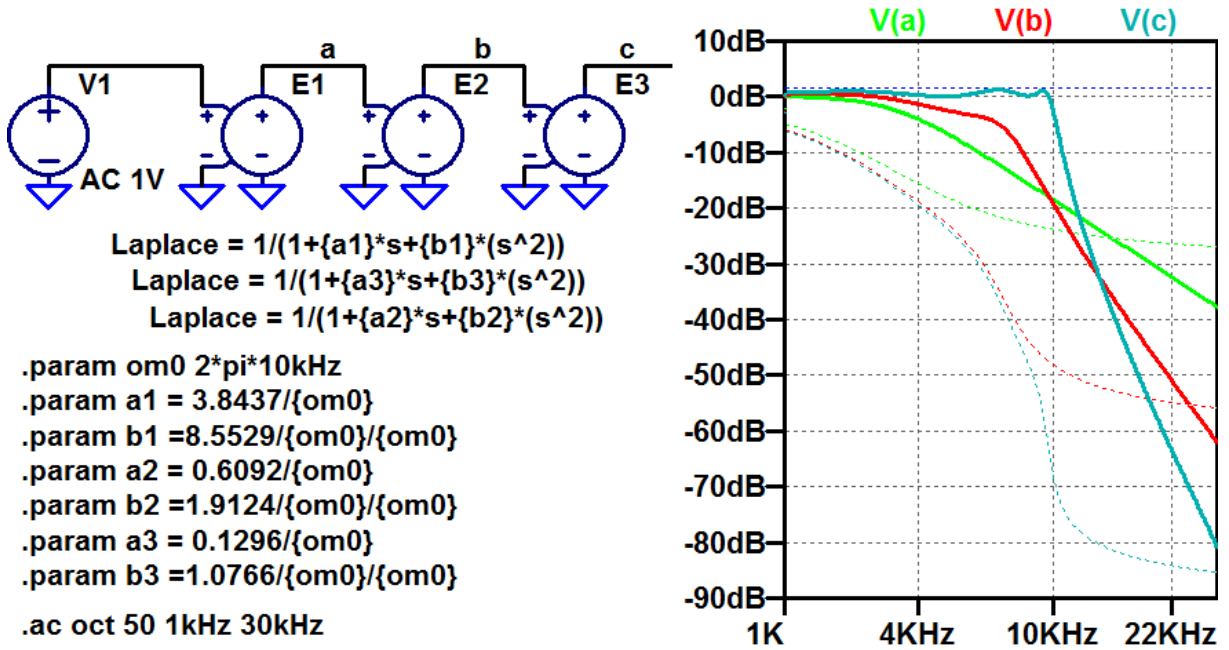 a b c
V1 E1 E2 E3
AC 1V
Laplace = 1/(1+{a1}*s+{b1}*(s^2))
Laplace = 1/(1+{a3}*s+{b3}*(s^2))
Laplace = 1/(1+{a2}*s+{b2}*(s^2))
.param om0 2*pi*10kHz
.param a1 = 3.8437/{om0}
.param b1 =8.5529/{om0}/{om0}
.param a2 = 0.6092/{om0}
.param b2 =1.9124/{om0}/{om0}
.param a3 = 0.1296/{om0}
.param b3 =1.0766/{om0}/{om0}
.ac oct 50 1kHz 30kHz
V(a) V(b) V(c)
10dB
0dB
-10dB
-20dB
-30dB
-40dB
-50dB
-60dB
-70dB
-80dB
-90dB
1K 4KHz 10KHz 22KHz